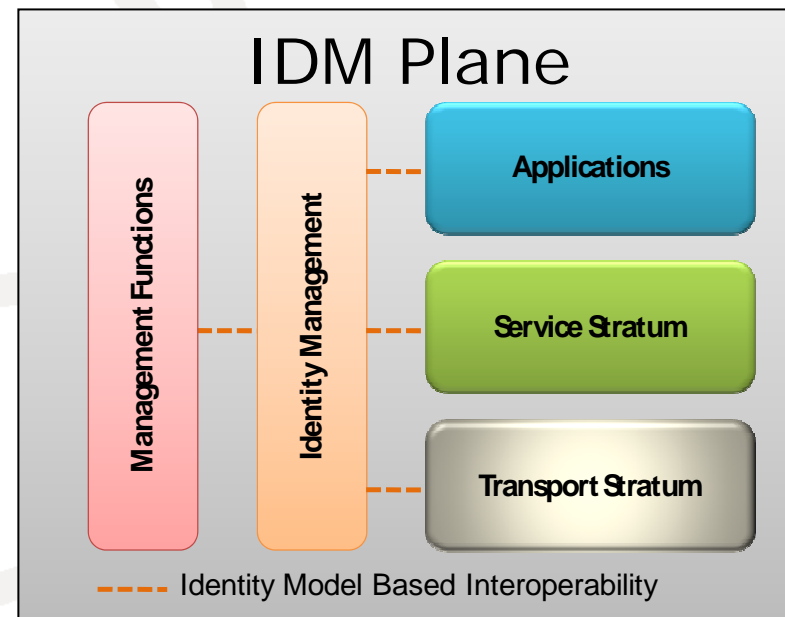 IDM Plane
Management Functions
Identity Management
Applications
Service Stratum
Transport Stratum
Identity Model Based Interoperability